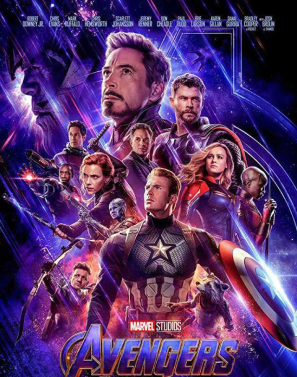 ROBERT CHRIS MARK CHRIS SCARLETT JEREMY DON PAUL BRIE KAREN DANAI BRADLEY WITH JOSH
DOWNEY JR. EVANS RUFFALO HEMSWORTH JOHANSSON RENNER CHEADLE RUDD LARSON GILLAN GURIRA COOPER BROLIN
MARVEL STUDIOS
AVENGERS